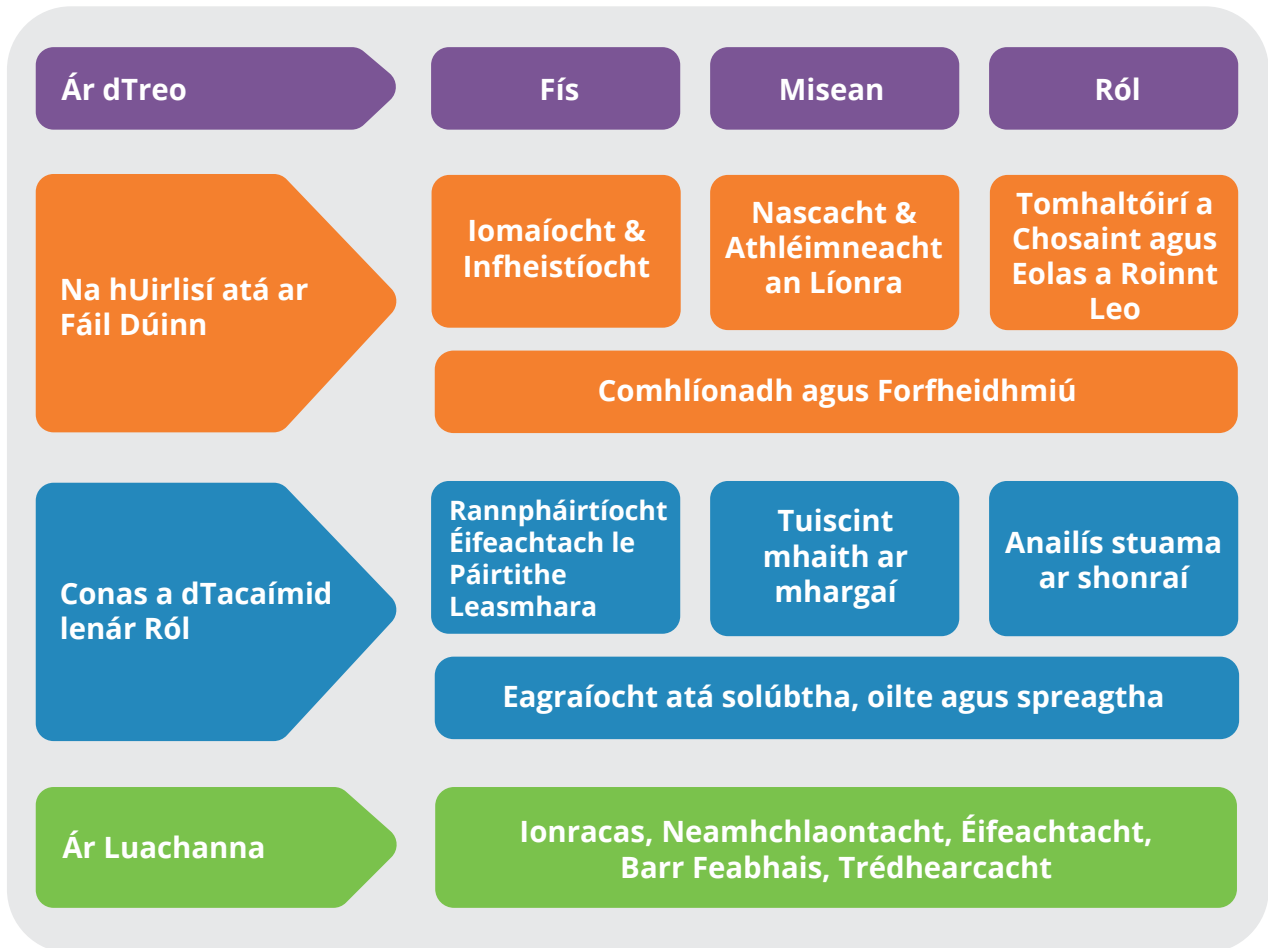 Ár dTreo
Fís
Misean
Ról
Na hUirlisí atá ar
Fáil Dúinn
Iomaíocht &
Infheistíocht
Nascacht &
Athléimneacht
an Líonra
Tomhaltóirí a
Chosaint agus
Eolas a Roinnt
Leo
Comhlíonadh agus Forfheidhmiú
Conas a dTacaímid
lenár Ról
Rannpháirtíocht
Éifeachtach le
Páirtithe
Leasmhara
Tuiscint
mhaith ar
mhargaí
Anailís stuama
ar shonraí
Eagraíocht atá solúbtha, oilte agus spreagtha
Ár Luachanna
Ionracas, Neamhchlaontacht, Éifeachtacht,
Barr Feabhais, Trédhearcacht